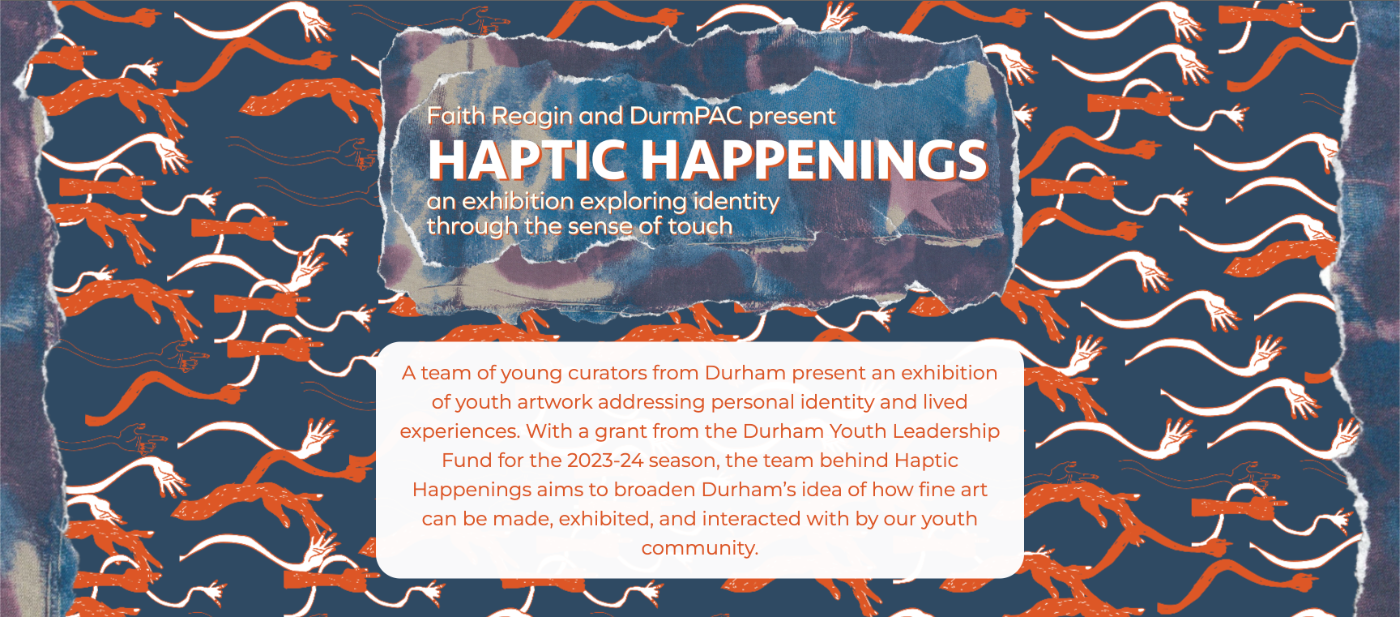 Faith Reagin and DurmPAC present
HAPTIC HAPPENINGS
an exhibition exploring identity
through the sense of touch
A team of young curators from Durham present an exhibition
of youth artwork addressing personal identity and lived
experiences. With a grant from the Durham Youth Leadership
Fund for the 2023-24 season, the team behind Haptic
Happenings aims to broaden Durham’s idea of how fine art
can be made, exhibited, and interacted with by our youth
community.